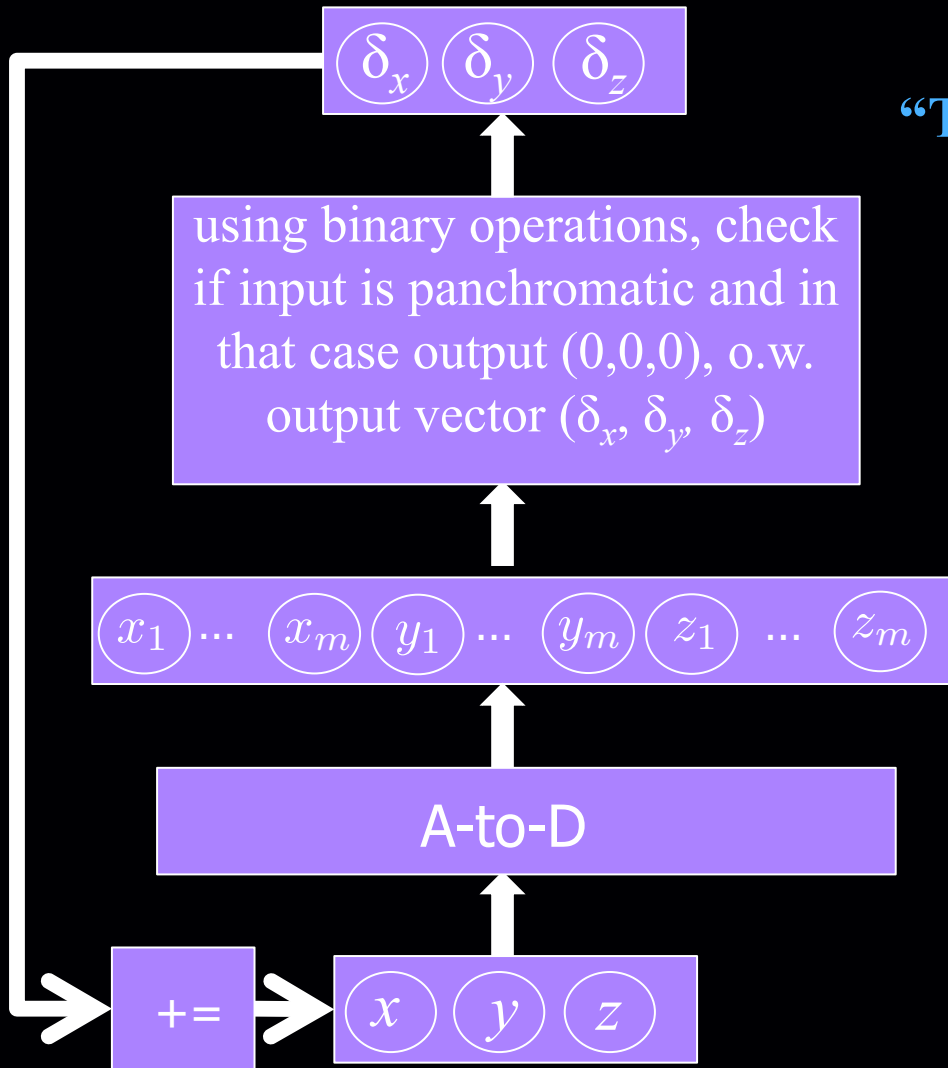 δx δy δz
“T
using binary operations, check
if input is panchromatic and in
that case output (0,0,0), o.w.
output vector (δx, δy, δz)
x1 ... xm y1 ... ym z1 ... zm
A-to-D
+= x y z